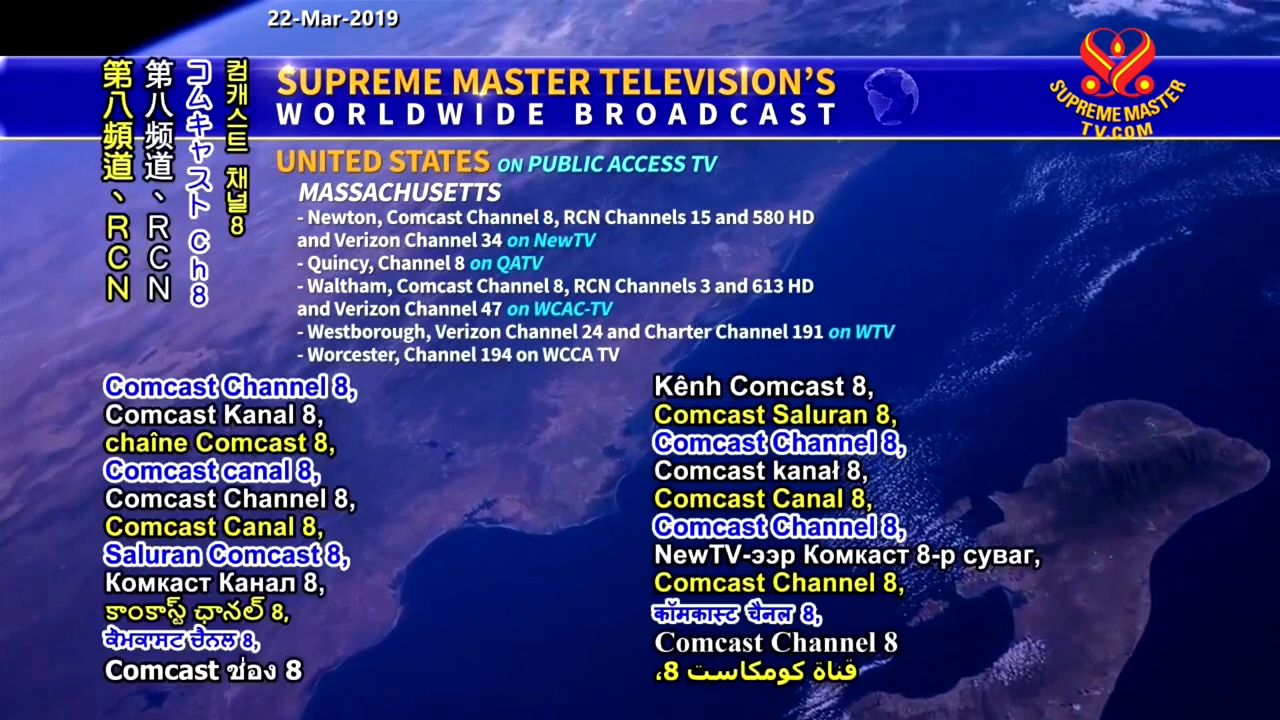 22-Mar-2019
SUPREME MASTER TELEVISION'S
WORLDWIDE BROADCAST
SUPREME MASTER
TV.COM
第八頻道、RCN
第八频道、RCN
コムキャスト Ch8
컴캐스트 채널8
UNITED STATES ON PUBLIC ACCESS TV
MASSACHUSETTS
- Newton, Comcast Channel 8, RCN Channels 15 and 580 HD
and Verizon Channel 34 on NewTV
- Quincy, Channel 8 on QATV
- Waltham, Comcast Channel 8, RCN Channels 3 and 613 HD
and Verizon Channel 47 on WCAC-TV
- Westborough, Verizon Channel 24 and Charter Channel 191 on WTV
- Worcester, Channel 194 on WCCA TV
Comcast Channel 8,
Comcast Kanal 8,
chaîne Comcast 8,
Comcast canal 8,
Comcast Channel 8,
Comcast Canal 8,
Saluran Comcast 8,
Комкаст Канал 8,
కాంకాస్ట్ ఛానల్ 8,
ਕੋਮਕਾਸਟ ਚੈਨਲ 8,
Comcast ช่อง 8
Kênh Comcast 8,
Comcast Saluran 8,
Comcast Channel 8,
Comcast kanał 8,
Comcast Canal 8,
Comcast Channel 8,
NewTV-ээр Комкаст 8-р суваг,
Comcast Channel 8,
कॉमकास्ट चैनल 8,
Comcast Channel 8
قناة كومكاست 8،